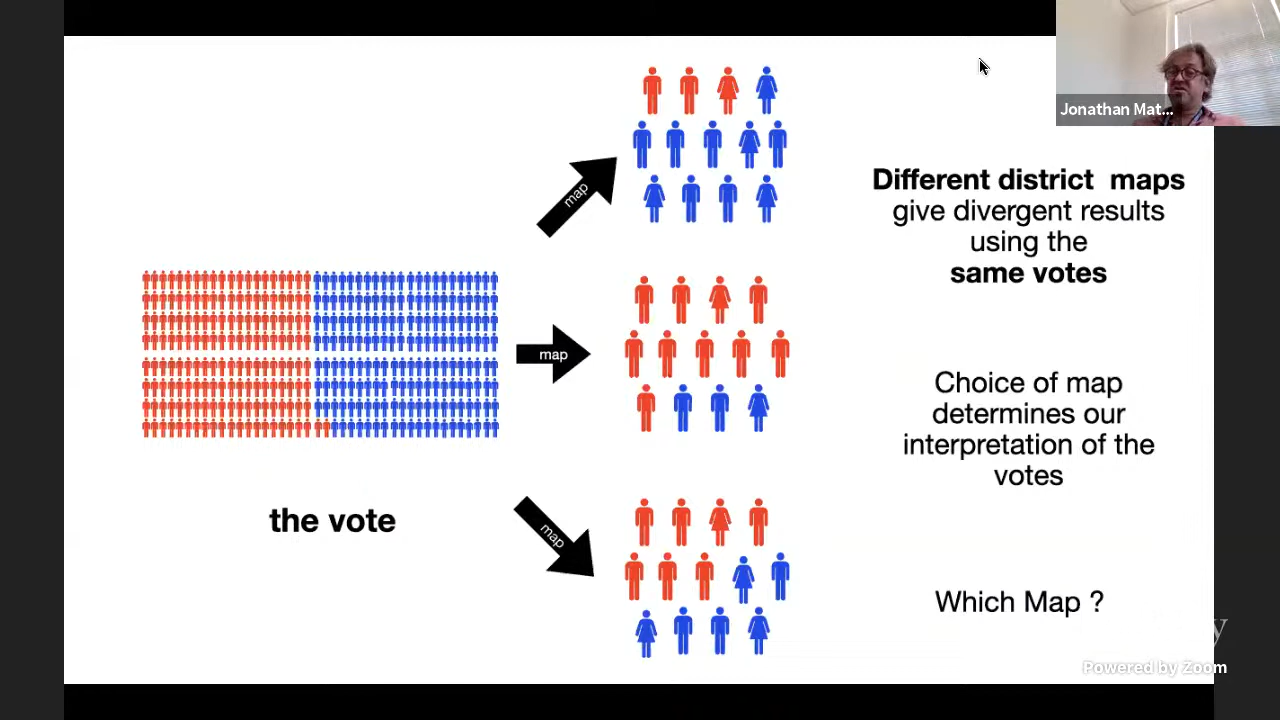 Jonathan Mat...
map
Different district maps
give divergent results
using the
same votes
map
Choice of map
determines our
interpretation of the
votes
the vote
map
Which Map ?
y
Powered by Zoom